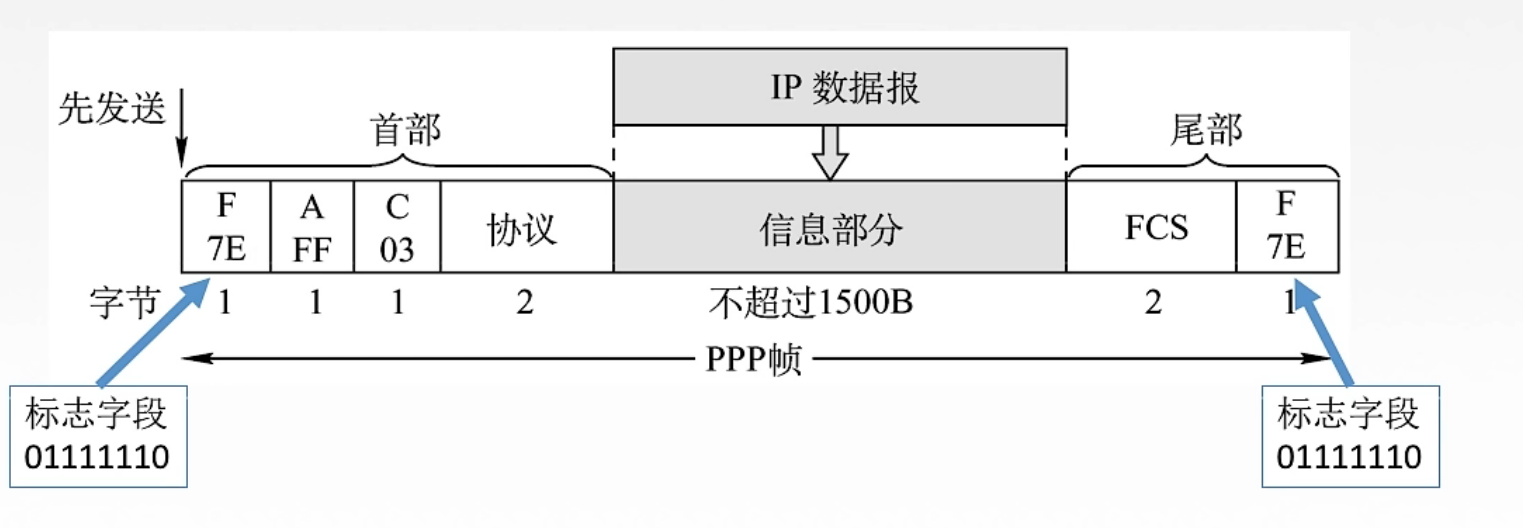 IP 数据报
先发送
首部
尾部
F
7E
A
FF
C
03
协议
信息部分
FCS
F
7E
字节
1
1
1
2
不超过1500B
2
1
PPP帧
标志字段
01111110
标志字段
01111110